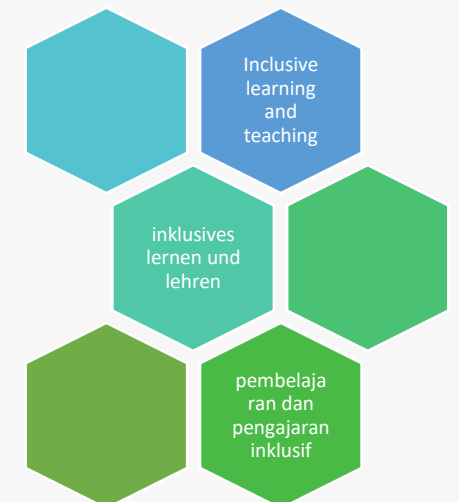 Inclusive
learning
and
teaching
inklusives
lernen und
lehren
pembelaja
ran dan
pengajaran
inklusif